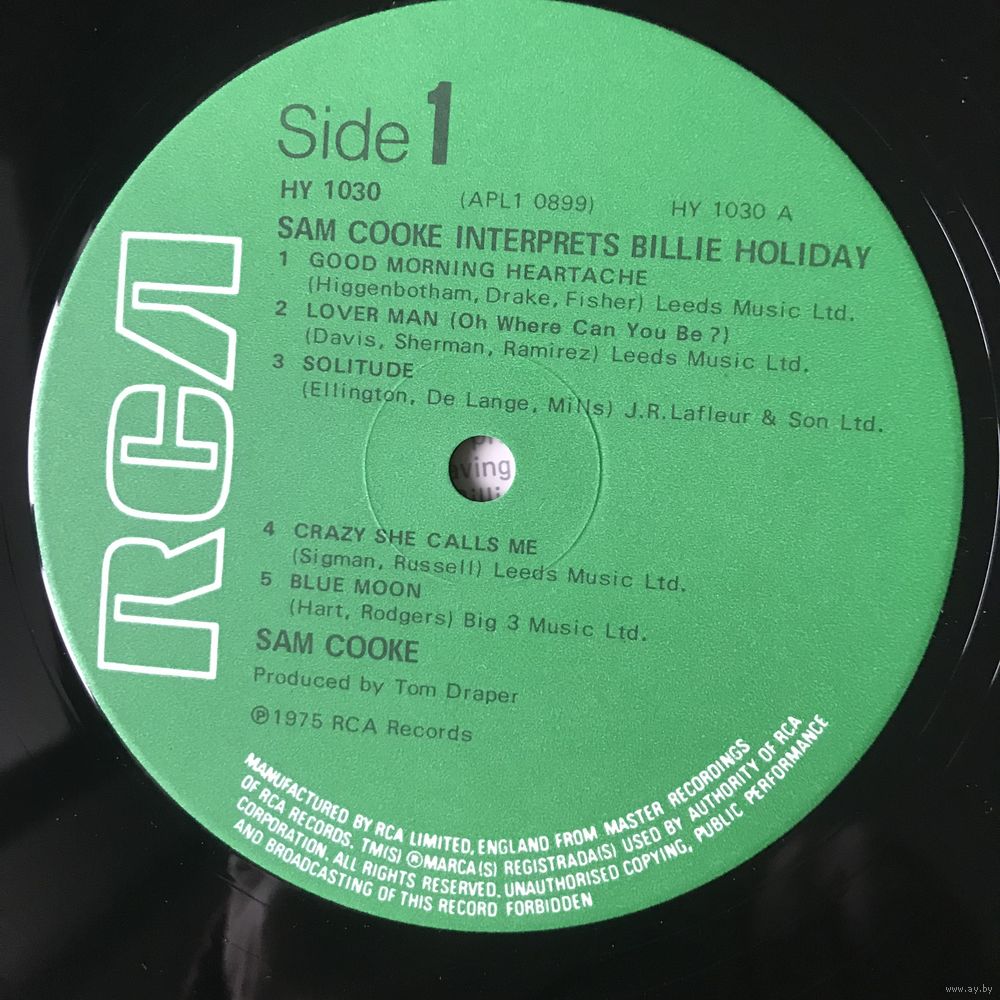 Side 1
HY 1030 (APL1 0899) HY 1030 A
SAM COOKE INTERPRETS BILLIE HOLIDAY
1 GOOD MORNING HEARTACHE
(Higgenbotham, Drake, Fisher) Leeds Music Ltd.
2 LOVER MAN (Oh Where Can You Be?)
(Davis, Sherman, Ramirez) Leeds Music Ltd.
3 SOLITUDE
(Ellington, De Lange, Mills) J.R.Lafleur & Son Ltd.
ving
4 CRAZY SHE CALLS ME
(Sigman, Russell) Leeds Music Ltd.
5 BLUE MOON
(Hart, Rodgers) Big 3 Music Ltd.
SAM COOKE
Produced by Tom Draper
℗1975 RCA Records
RCA
MANUFACTURED BY RCA LIMITED, ENGLAND FROM MASTER RECORDINGS
OF RCA RECORDS. TM(S) ®MARCA(S) REGISTRADA(S) USED BY AUTHORITY OF RCA
CORPORATION. ALL RIGHTS RESERVED. UNAUTHORISED COPYING, PUBLIC PERFORMANCE
AND BROADCASTING OF THIS RECORD FORBIDDEN
www.ay.by